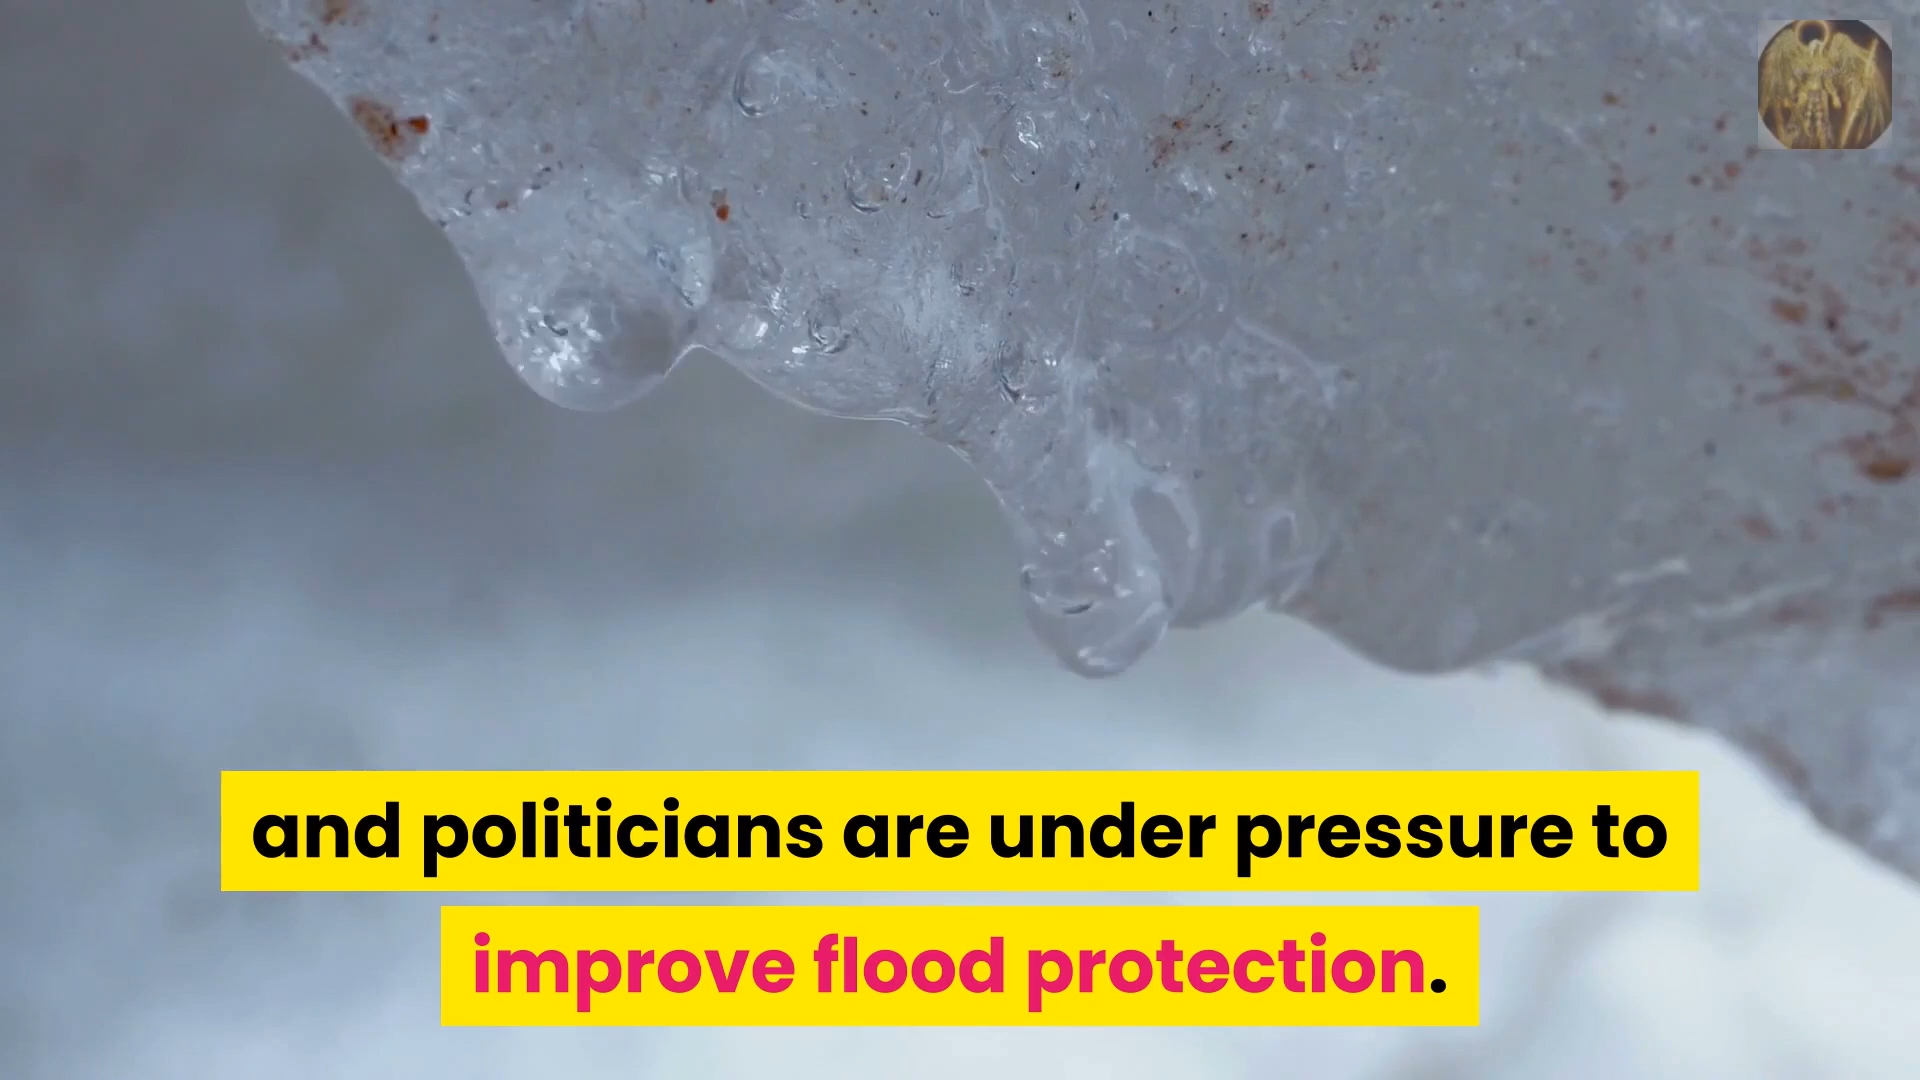 and politicians are under pressure to
improve flood protection.